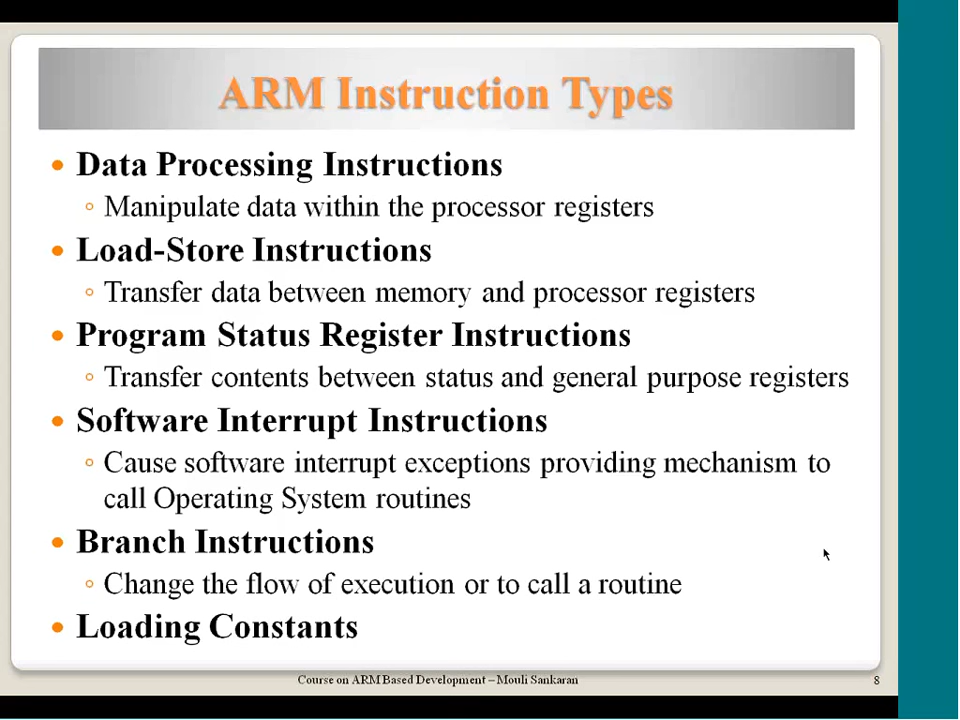 ARM Instruction Types
• Data Processing Instructions
◦ Manipulate data within the processor registers
• Load-Store Instructions
◦ Transfer data between memory and processor registers
• Program Status Register Instructions
◦ Transfer contents between status and general purpose registers
• Software Interrupt Instructions
◦ Cause software interrupt exceptions providing mechanism to
call Operating System routines
• Branch Instructions
◦ Change the flow of execution or to call a routine
• Loading Constants
Course on ARM Based Development – Mouli Sankaran
8